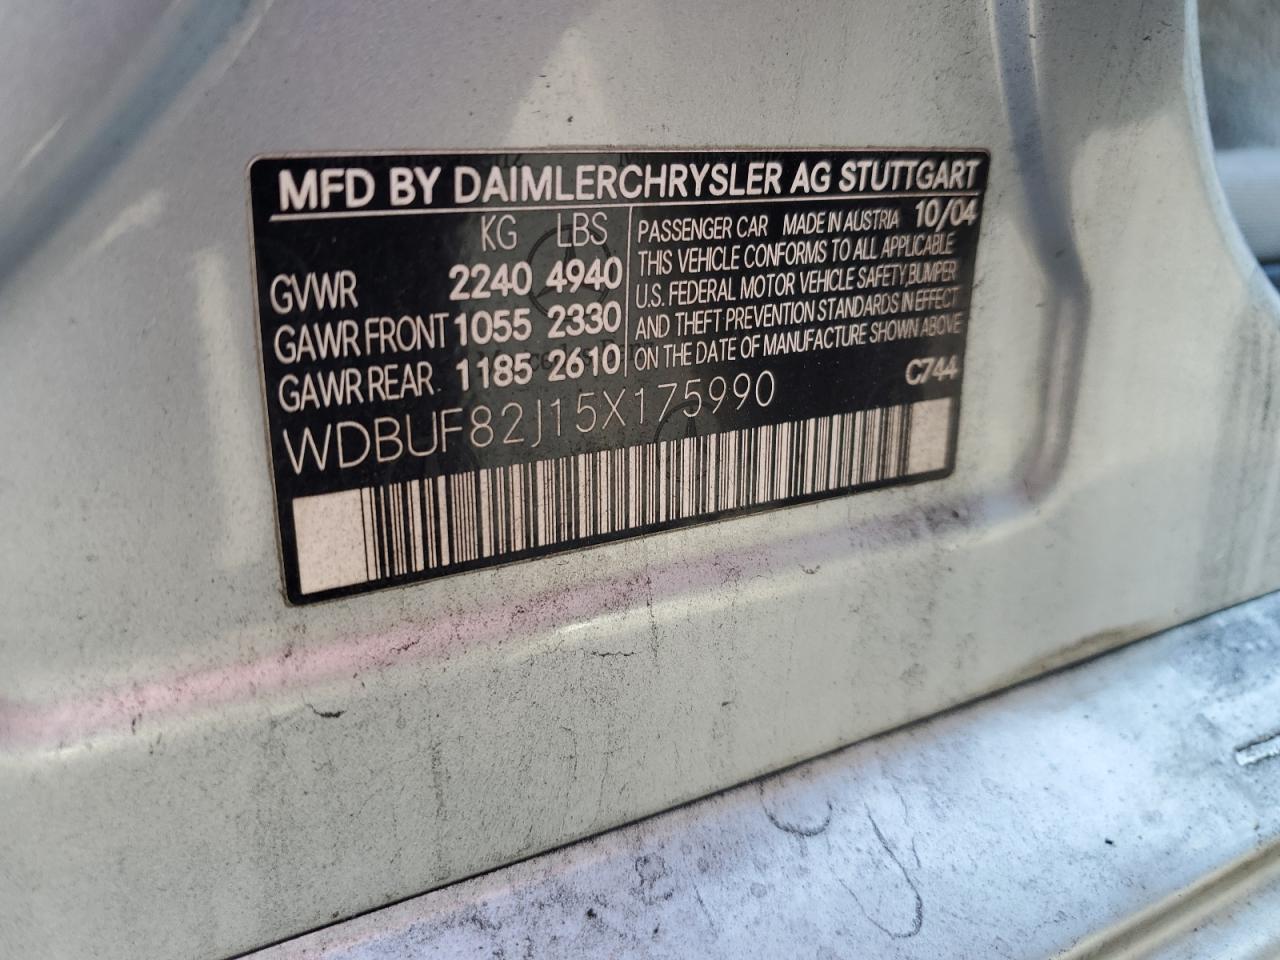 MFD BY DAIMLERCHRYSLER AG STUTTGART
KG LBS
GVWR 2240 4940
GAWR FRONT 1055 2330
GAWR REAR 1185 2610
PASSENGER CAR MADE IN AUSTRIA 10/04
THIS VEHICLE CONFORMS TO ALL APPLICABLE
U.S. FEDERAL MOTOR VEHICLE SAFETY,BUMPER
AND THEFT PREVENTION STANDARDS IN EFFECT
ON THE DATE OF MANUFACTURE SHOWN ABOVE
C744
WDBUF82J15X175990